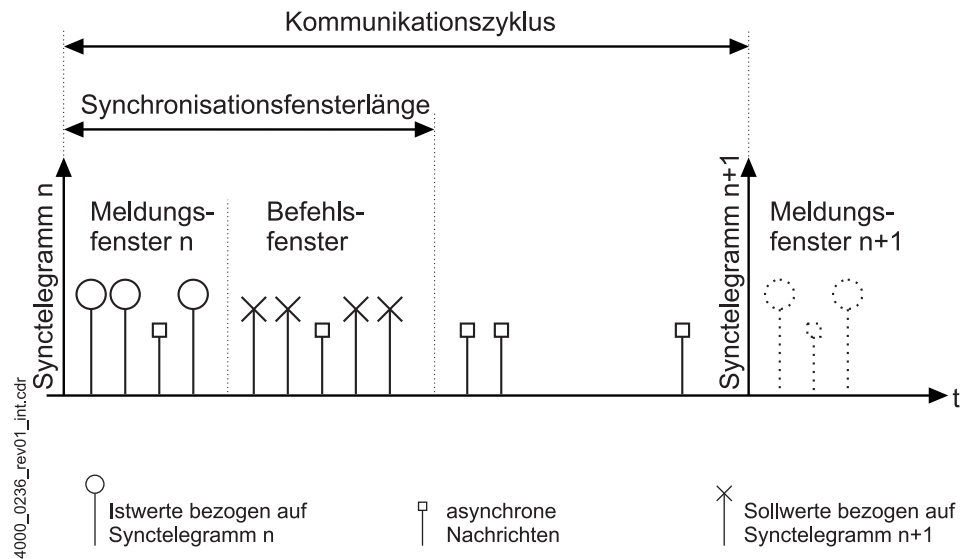 Kommunikationszyklus
Synchronisationsfensterlänge
Synctelegramm n
Meldungs-
fenster n
Befehls-
fenster
Synctelegramm n+1
Meldungs-
fenster n+1
t
4000_0236_rev01_int.cdr
Istwerte bezogen auf
Synctelegramm n
asynchrone
Nachrichten
Sollwerte bezogen auf
Synctelegramm n+1